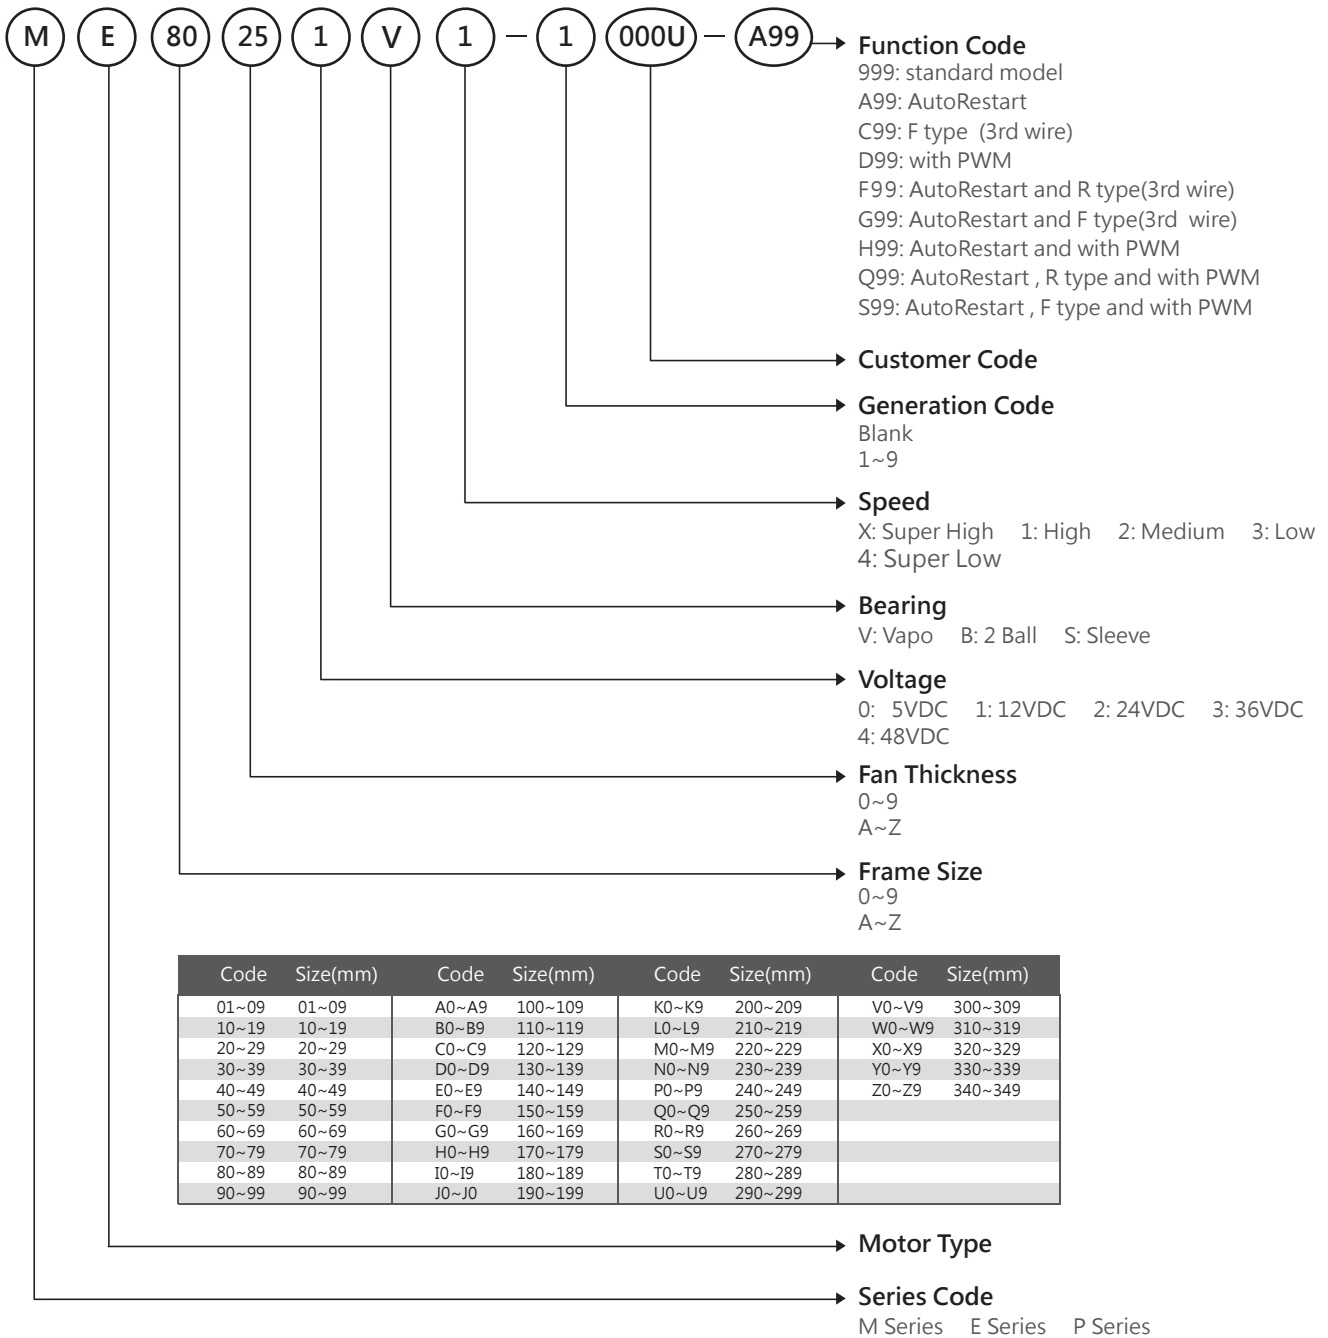 M E 80 25 1 V 1 – 1 000U – A99
Function Code
999: standard model
A99: AutoRestart
C99: F type (3rd wire)
D99: with PWM
F99: AutoRestart and R type(3rd wire)
G99: AutoRestart and F type(3rd wire)
H99: AutoRestart and with PWM
Q99: AutoRestart , R type and with PWM
S99: AutoRestart , F type and with PWM
Customer Code
Generation Code
Blank
1~9
Speed
X: Super High 1: High 2: Medium 3: Low
4: Super Low
Bearing
V: Vapo B: 2 Ball S: Sleeve
Voltage
0: 5VDC 1: 12VDC 2: 24VDC 3: 36VDC
4: 48VDC
Fan Thickness
0~9
A~Z
Frame Size
0~9
A~Z
Code Size(mm) Code Size(mm) Code Size(mm) Code Size(mm)
01~09 01~09 A0~A9 100~109 K0~K9 200~209 V0~V9 300~309
10~19 10~19 B0~B9 110~119 L0~L9 210~219 W0~W9 310~319
20~29 20~29 C0~C9 120~129 M0~M9 220~229 X0~X9 320~329
30~39 30~39 D0~D9 130~139 N0~N9 230~239 Y0~Y9 330~339
40~49 40~49 E0~E9 140~149 P0~P9 240~249 Z0~Z9 340~349
50~59 50~59 F0~F9 150~159 Q0~Q9 250~259
60~69 60~69 G0~G9 160~169 R0~R9 260~269
70~79 70~79 H0~H9 170~179 S0~S9 270~279
80~89 80~89 I0~I9 180~189 T0~T9 280~289
90~99 90~99 J0~J0 190~199 U0~U9 290~299
Motor Type
Series Code
M Series E Series P Series